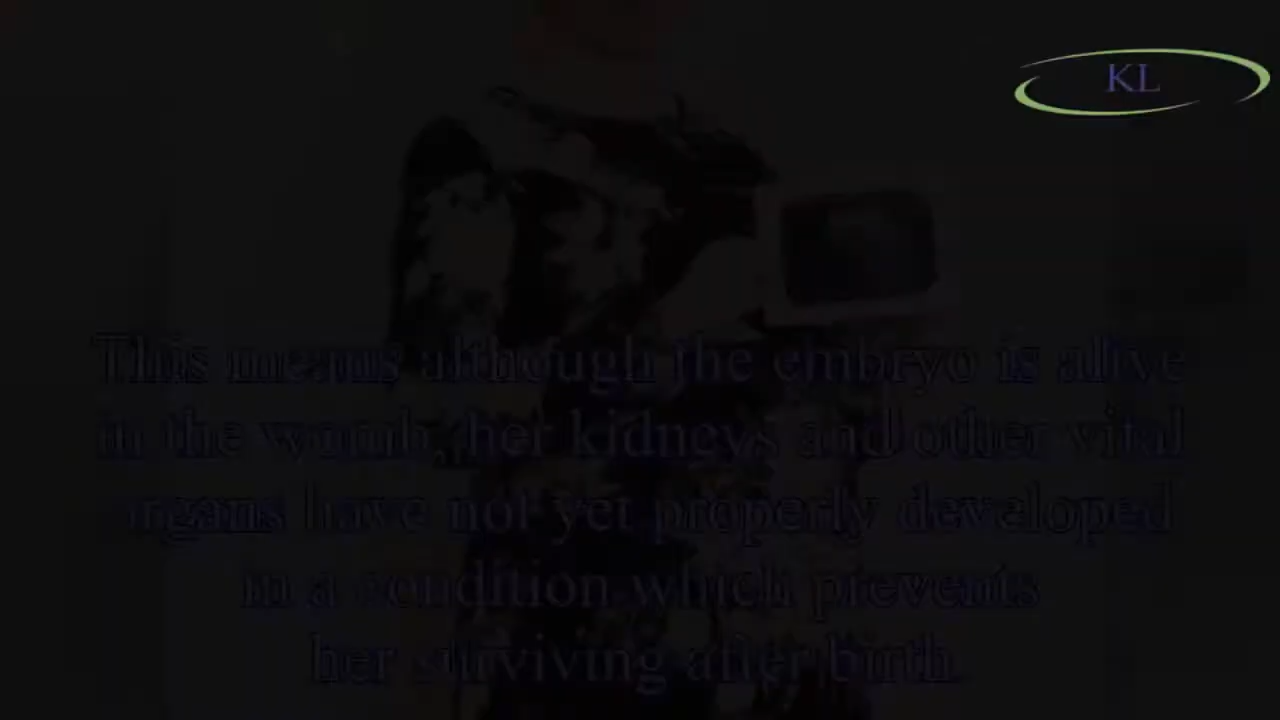 KL
This means although the embryo is alive
in the womb, her kidneys and other vital
organs have not yet properly developed
in a condition which prevents
her surviving after birth.